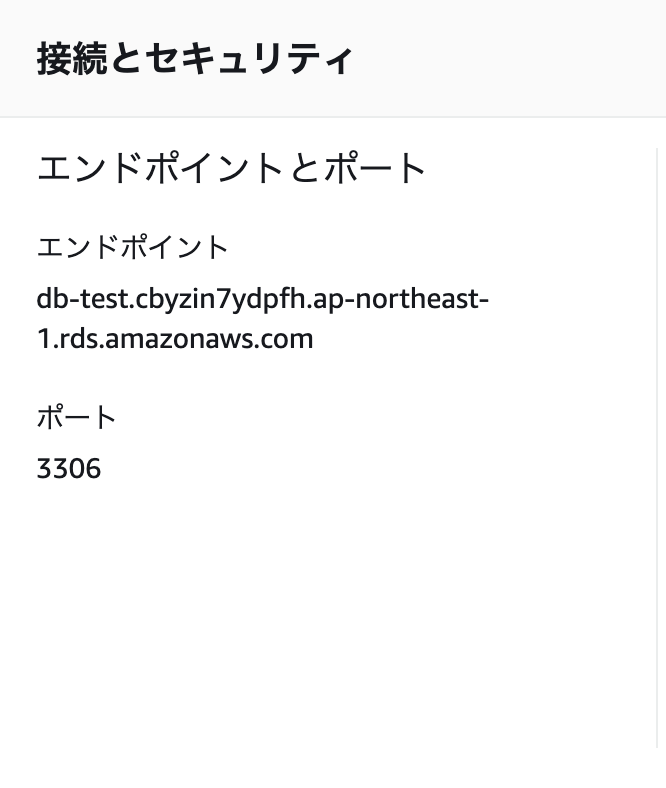 接続とセキュリティ
エンドポイントとポート
エンドポイント
db-test.cbyzin7ydpfh.ap-northeast-
1.rds.amazonaws.com
ポート
3306